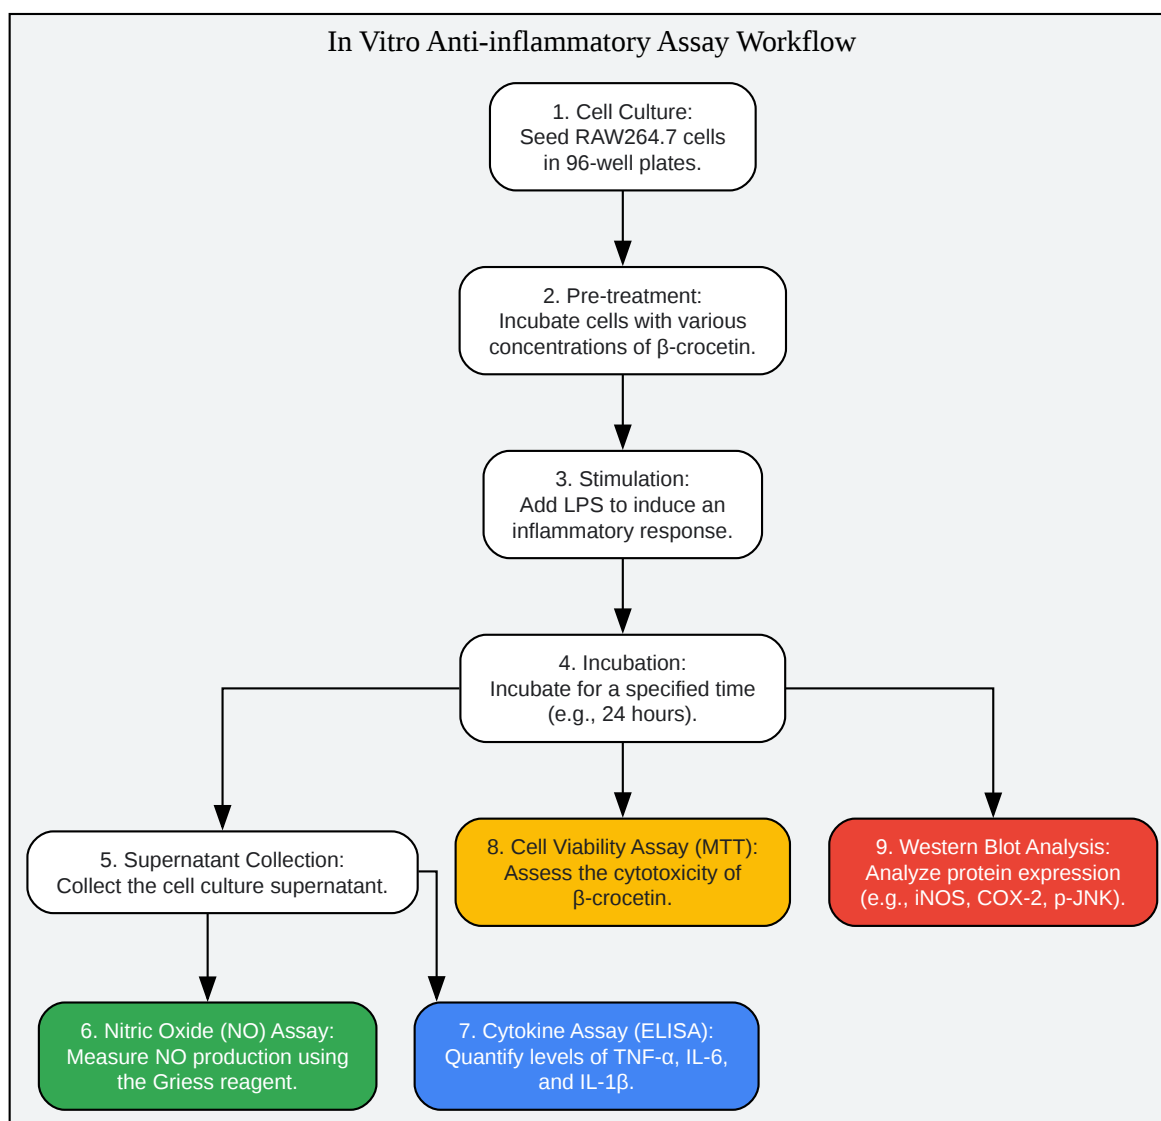 In Vitro Anti-inflammatory Assay Workflow
1. Cell Culture:
Seed RAW264.7 cells
in 96-well plates.
2. Pre-treatment:
Incubate cells with various
concentrations of β-crocetin.
3. Stimulation:
Add LPS to induce an
inflammatory response.
4. Incubation:
Incubate for a specified time
(e.g., 24 hours).
5. Supernatant Collection:
Collect the cell culture supernatant.
8. Cell Viability Assay (MTT):
Assess the cytotoxicity of
β-crocetin.
9. Western Blot Analysis:
Analyze protein expression
(e.g., iNOS, COX-2, p-JNK).
6. Nitric Oxide (NO) Assay:
Measure NO production using
the Griess reagent.
7. Cytokine Assay (ELISA):
Quantify levels of TNF-α, IL-6,
and IL-1β.